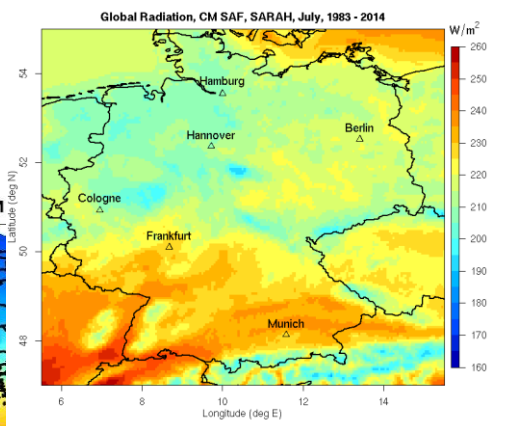 Global Radiation, CM SAF, SARAH, July, 1983 - 2014
W/m²
260
250
240
230
220
210
200
190
180
170
160
Latitude (deg N)
54
52
50
48
Hamburg
Hannover
Berlin
Cologne
Frankfurt
Munich
6
8
10
12
14
Longitude (deg E)